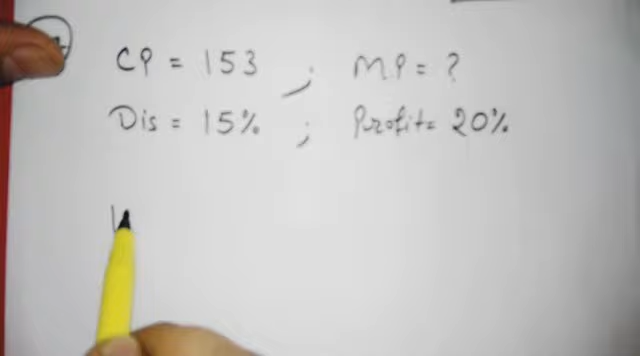 CP = 153 ; MP = ?
Dis = 15% ; Profit = 20%